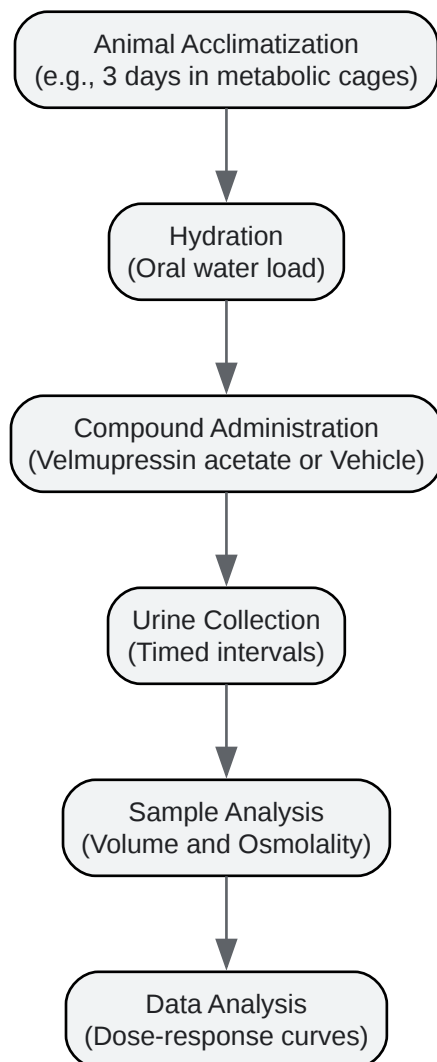 Animal Acclimatization
(e.g., 3 days in metabolic cages)
Hydration
(Oral water load)
Compound Administration
(Velmupressin acetate or Vehicle)
Urine Collection
(Timed intervals)
Sample Analysis
(Volume and Osmolality)
Data Analysis
(Dose-response curves)